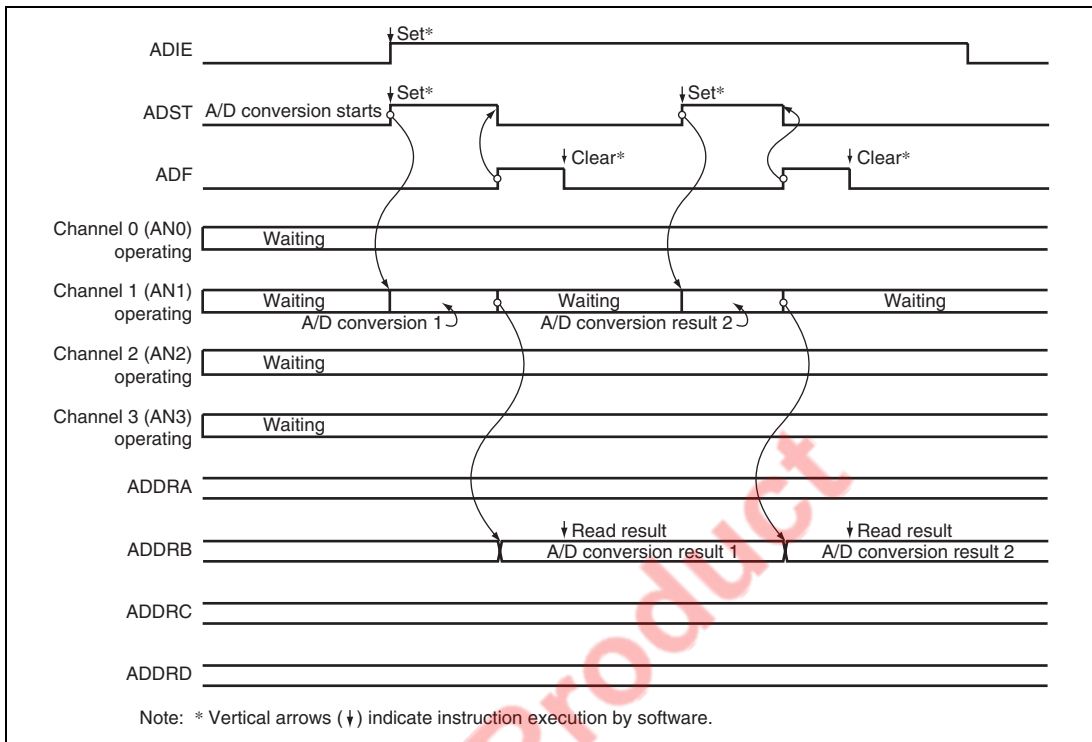 ADIE
Set*
ADST A/D conversion starts Set* Set*
ADF Clear* Clear*
Channel 0 (AN0)
operating
Waiting
Channel 1 (AN1)
operating
Waiting Waiting Waiting
A/D conversion 1 A/D conversion result 2
Channel 2 (AN2)
operating
Waiting
Channel 3 (AN3)
operating
Waiting
ADDRA
ADDRB
Read result Read result
A/D conversion result 1 A/D conversion result 2
ADDRC
ADDRD
Note: * Vertical arrows (↓) indicate instruction execution by software.
Product